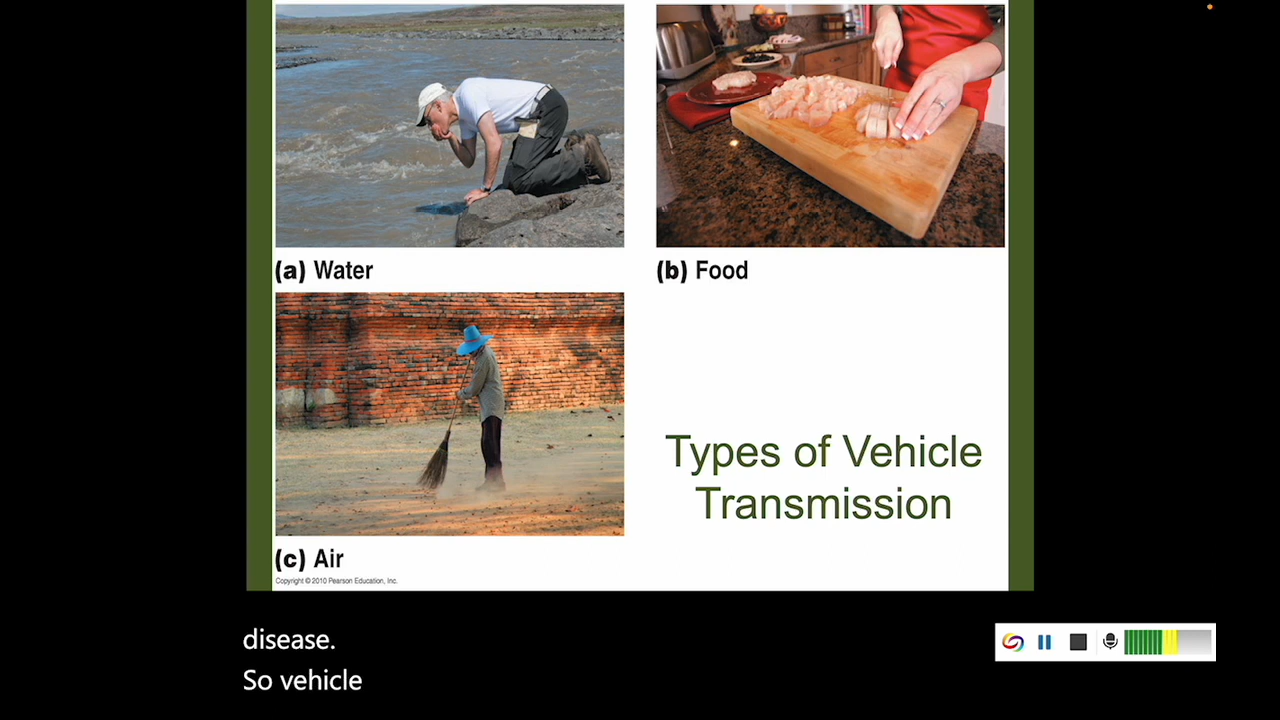 (a) Water
(b) Food
(c) Air
Copyright © 2010 Pearson Education, Inc.
Types of Vehicle
Transmission
disease.
So vehicle